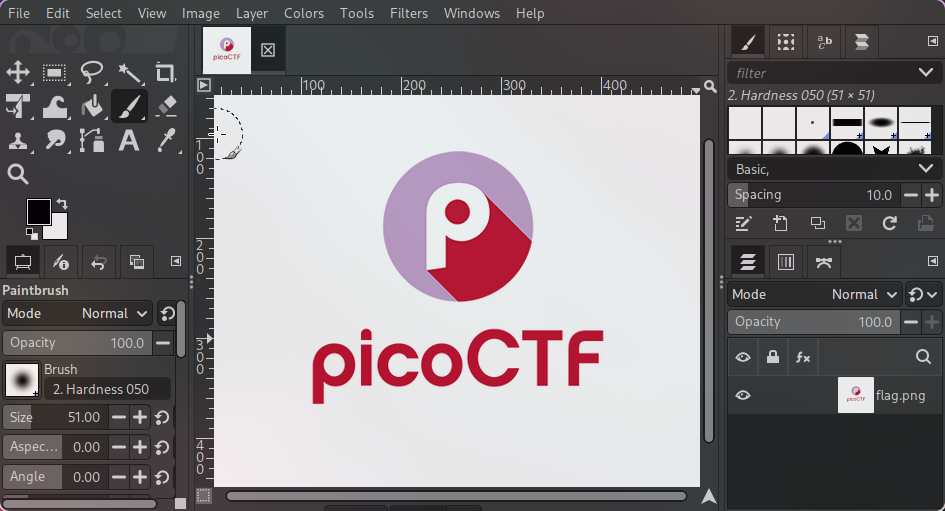 File Edit Select View Image Layer Colors Tools Filters Windows Help
picoCTF
100 200 300 400
filter
2. Hardness 050 (51 × 51)
100
Basic,
Spacing 10.0
200
Paintbrush
Mode Normal
Opacity 100.0
Brush
2. Hardness 050
Size 51.00
Aspec... 0.00
Angle 0.00
300
picoCTF
400
Mode Normal
Opacity 100.0
fx
picoCTF flag.png